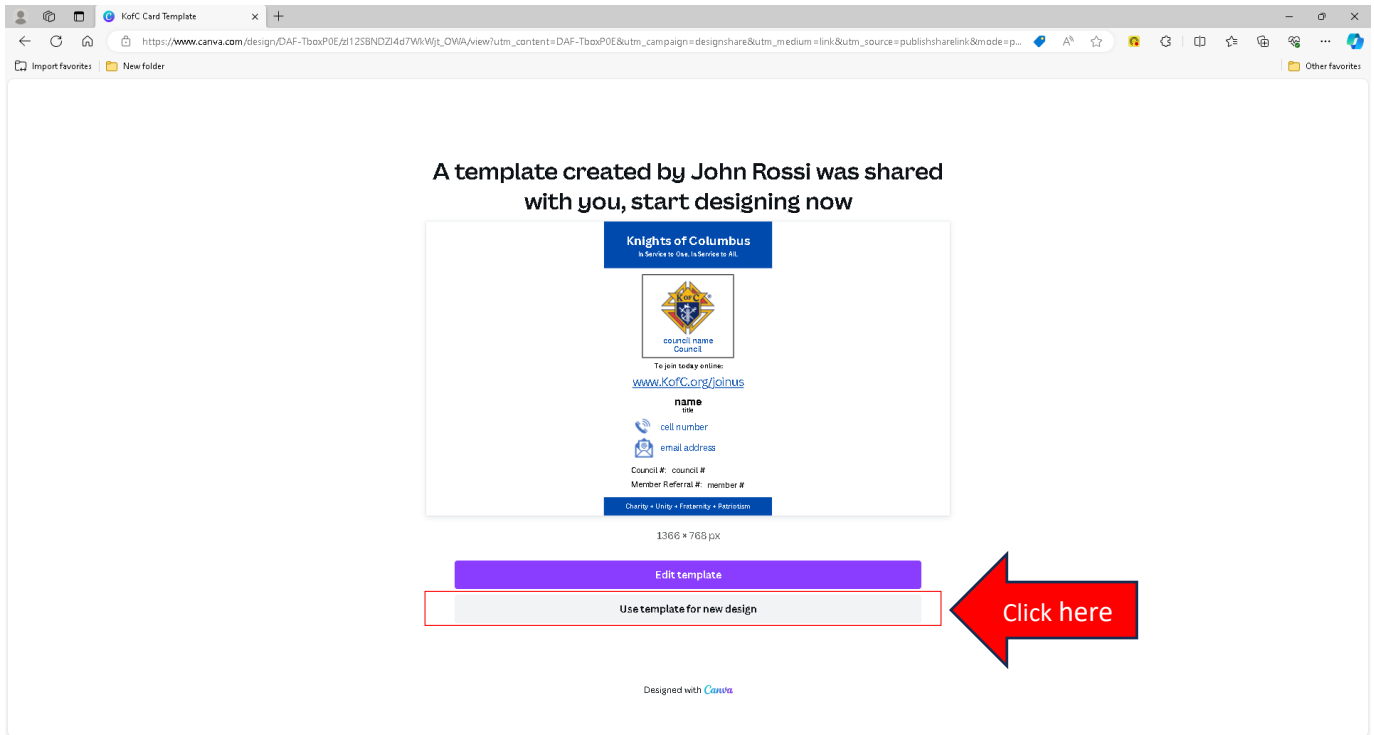 KofC Card Template
https://www.canva.com/design/DAF-TboxP0E/zl12SBNDZl4d7WkWjt_OWA/view?utm_content=DAF-TboxP0E&utm_campaign=designshare&utm_medium=link&utm_source=publishsharelink&mode=p...
Import favorites
New folder
Other favorites
A template created by John Rossi was shared
with you, start designing now
Knights of Columbus
In Service to One. In Service to All.
K of C
council name
Council
To join today online:
www.KofC.org/joinus
name
title
cell number
email address
Council #: council #
Member Referral #: member #
Charity + Unity + Fraternity + Patriotism
1366 × 768 px
Edit template
Use template for new design
Click here
Designed with Canva